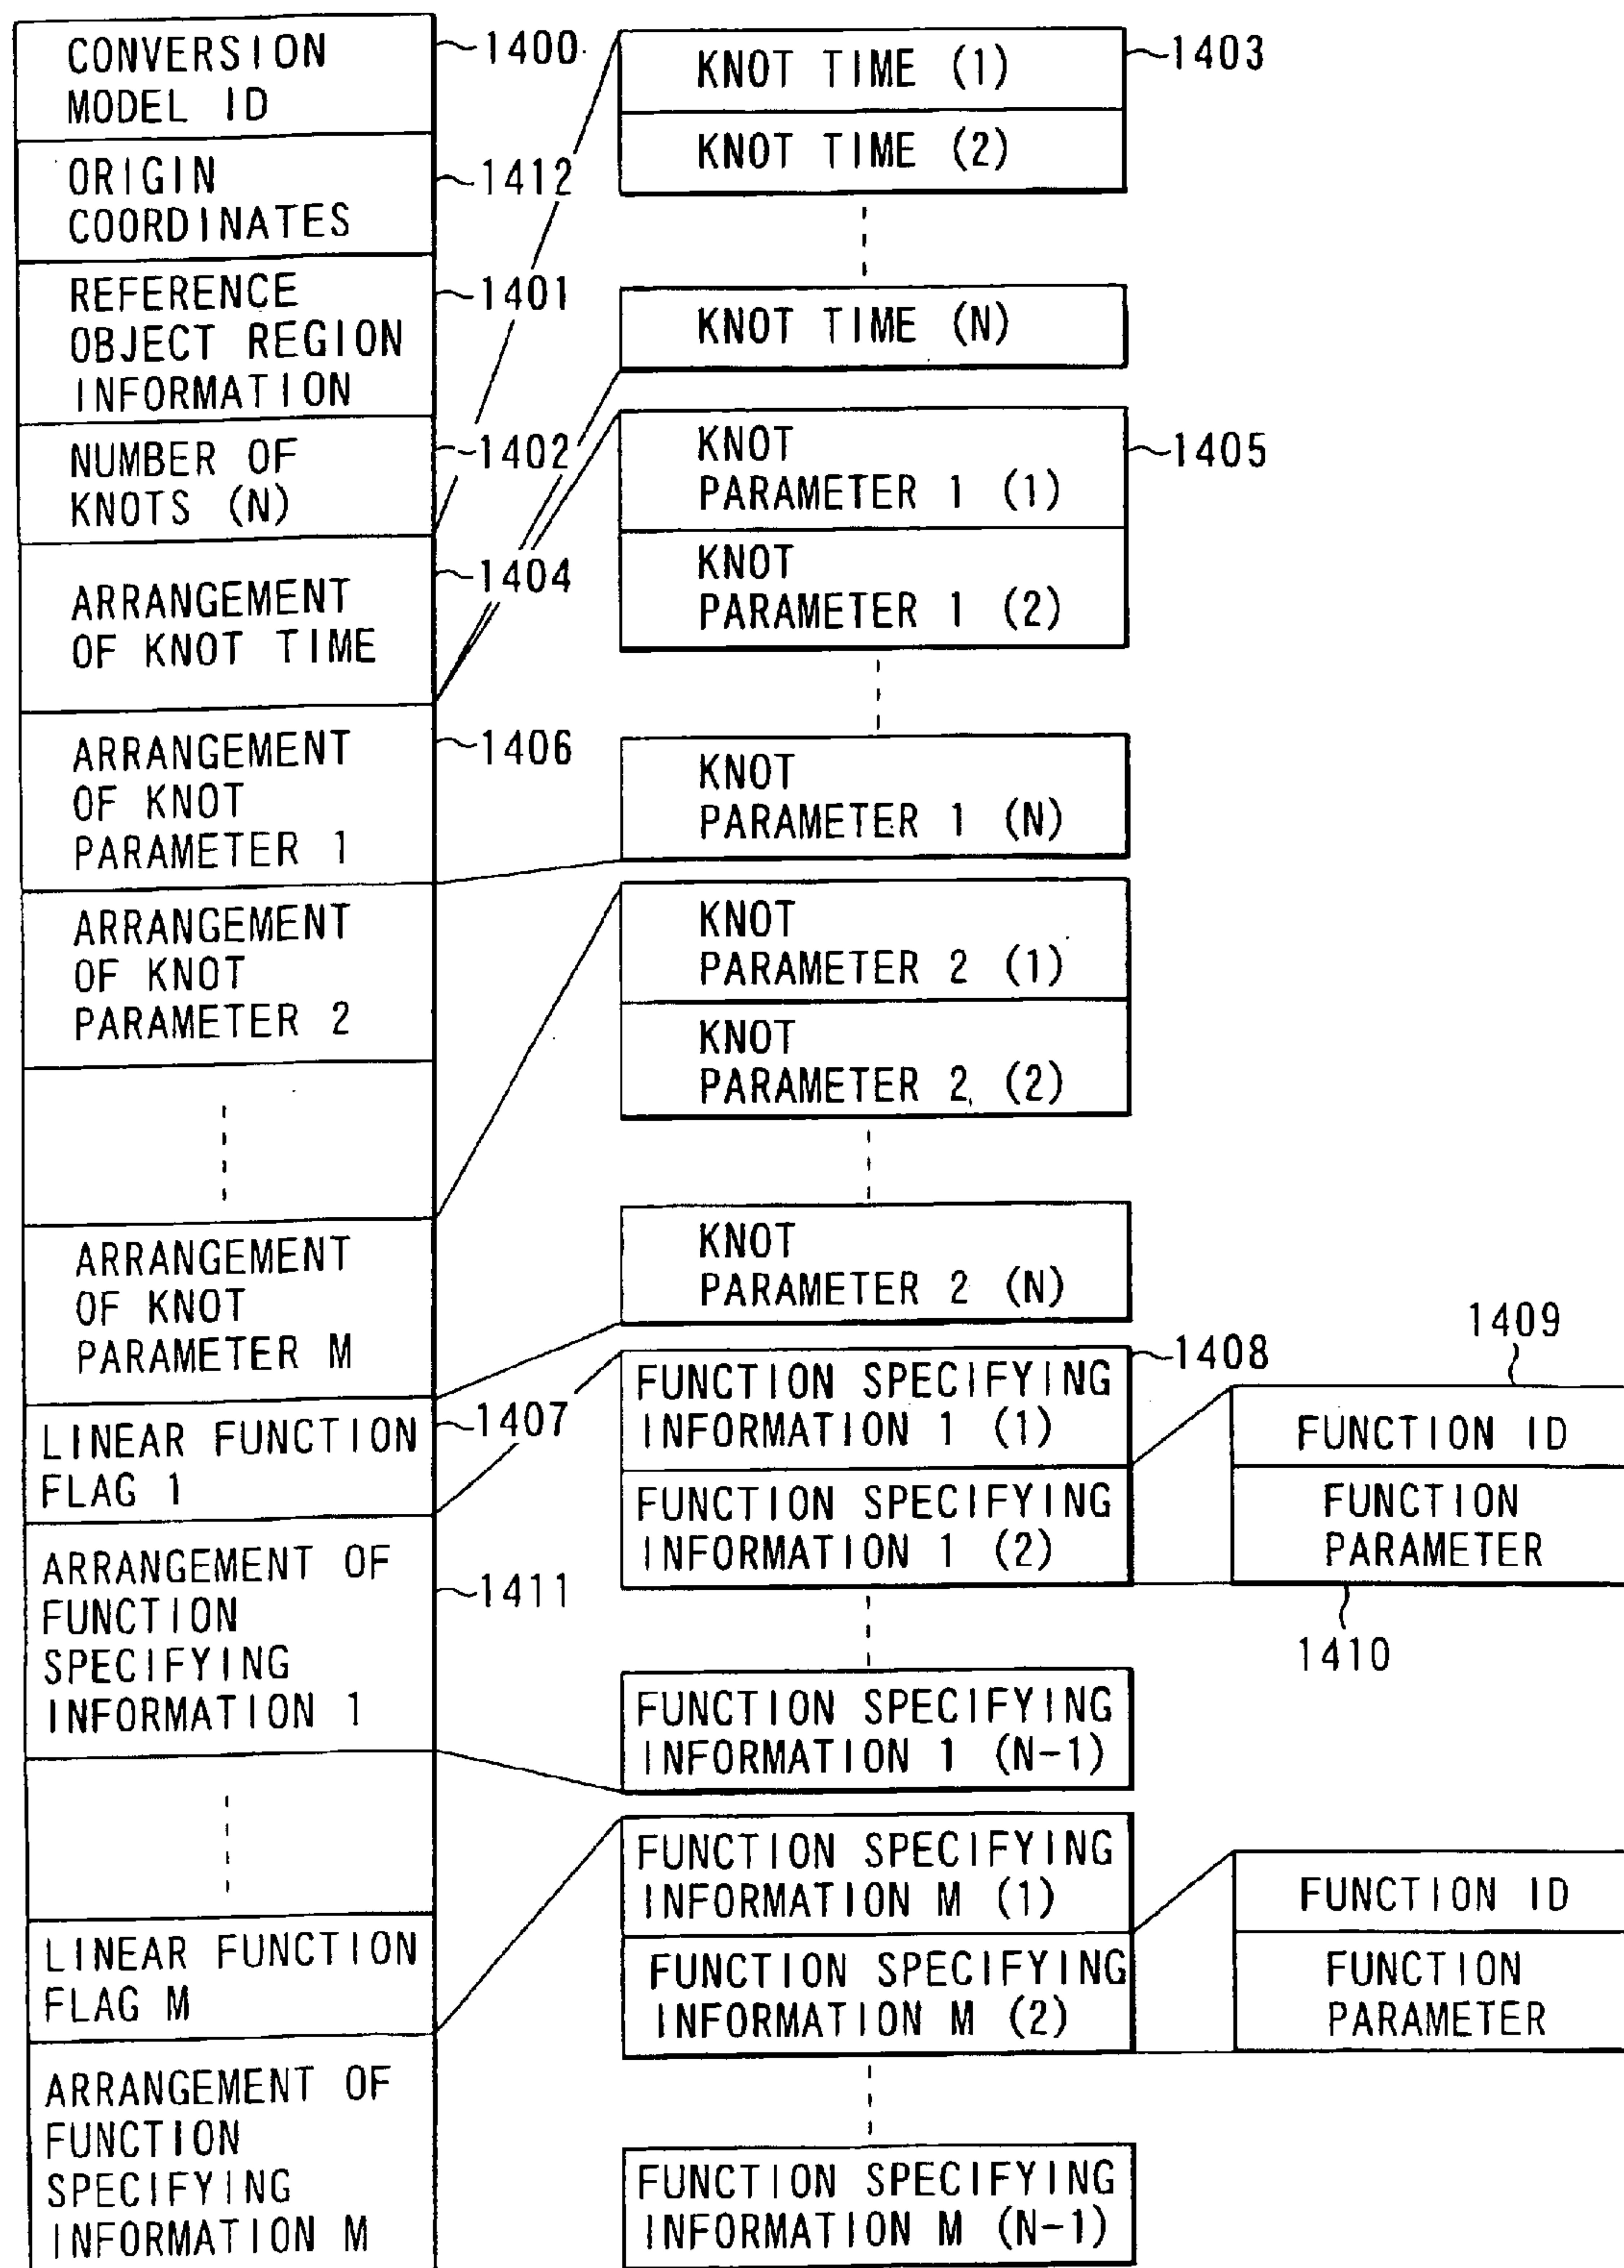 CONVERSION
MODEL ID
1400
ORIGIN
COORDINATES
1412
REFERENCE
OBJECT REGION
INFORMATION
1401
NUMBER OF
KNOTS (N)
1402
ARRANGEMENT
OF KNOT TIME
1404
ARRANGEMENT
OF KNOT
PARAMETER 1
1406
ARRANGEMENT
OF KNOT
PARAMETER 2
ARRANGEMENT
OF KNOT
PARAMETER M
LINEAR FUNCTION
FLAG 1
1407
ARRANGEMENT OF
FUNCTION
SPECIFYING
INFORMATION 1
1411
LINEAR FUNCTION
FLAG M
ARRANGEMENT OF
FUNCTION
SPECIFYING
INFORMATION M
KNOT TIME (1)
1403
KNOT TIME (2)
KNOT TIME (N)
KNOT
PARAMETER 1 (1)
1405
KNOT
PARAMETER 1 (2)
KNOT
PARAMETER 1 (N)
KNOT
PARAMETER 2 (1)
KNOT
PARAMETER 2 (2)
KNOT
PARAMETER 2 (N)
FUNCTION SPECIFYING
INFORMATION 1 (1)
1408
FUNCTION SPECIFYING
INFORMATION 1 (2)
FUNCTION SPECIFYING
INFORMATION 1 (N-1)
FUNCTION SPECIFYING
INFORMATION M (1)
FUNCTION SPECIFYING
INFORMATION M (2)
FUNCTION SPECIFYING
INFORMATION M (N-1)
1409
FUNCTION ID
FUNCTION
PARAMETER
1410
FUNCTION ID
FUNCTION
PARAMETER